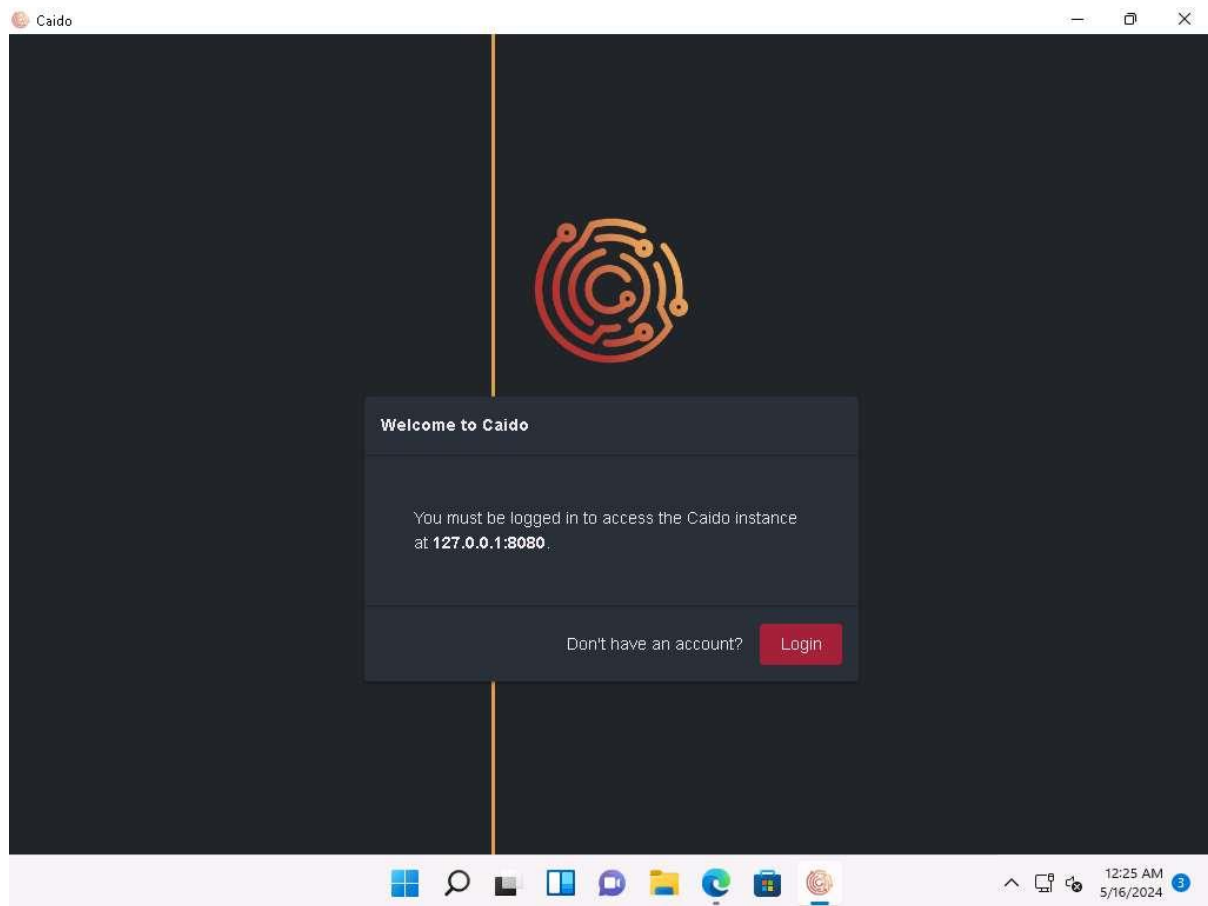 Caido
Welcome to Caido
You must be logged in to access the Caido instance
at 127.0.0.1:8080.
Don't have an account?
Login
12:25 AM
5/16/2024
3